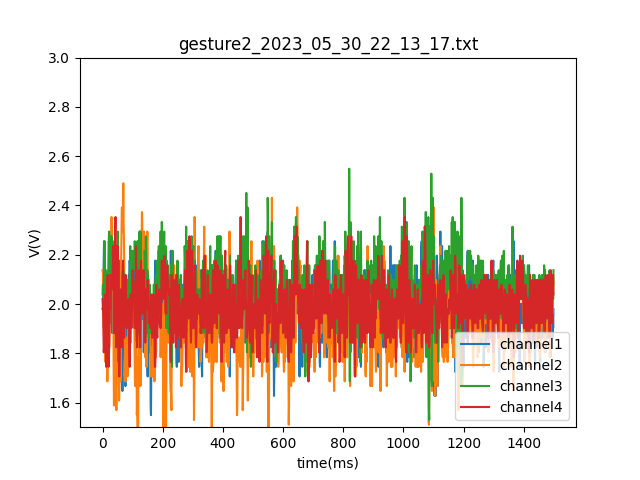 gesture2_2023_05_30_22_13_17.txt
3.0
2.8
2.6
2.4
2.2
2.0
1.8
1.6
V(V)
channel1
channel2
channel3
channel4
0 200 400 600 800 1000 1200 1400
time(ms)